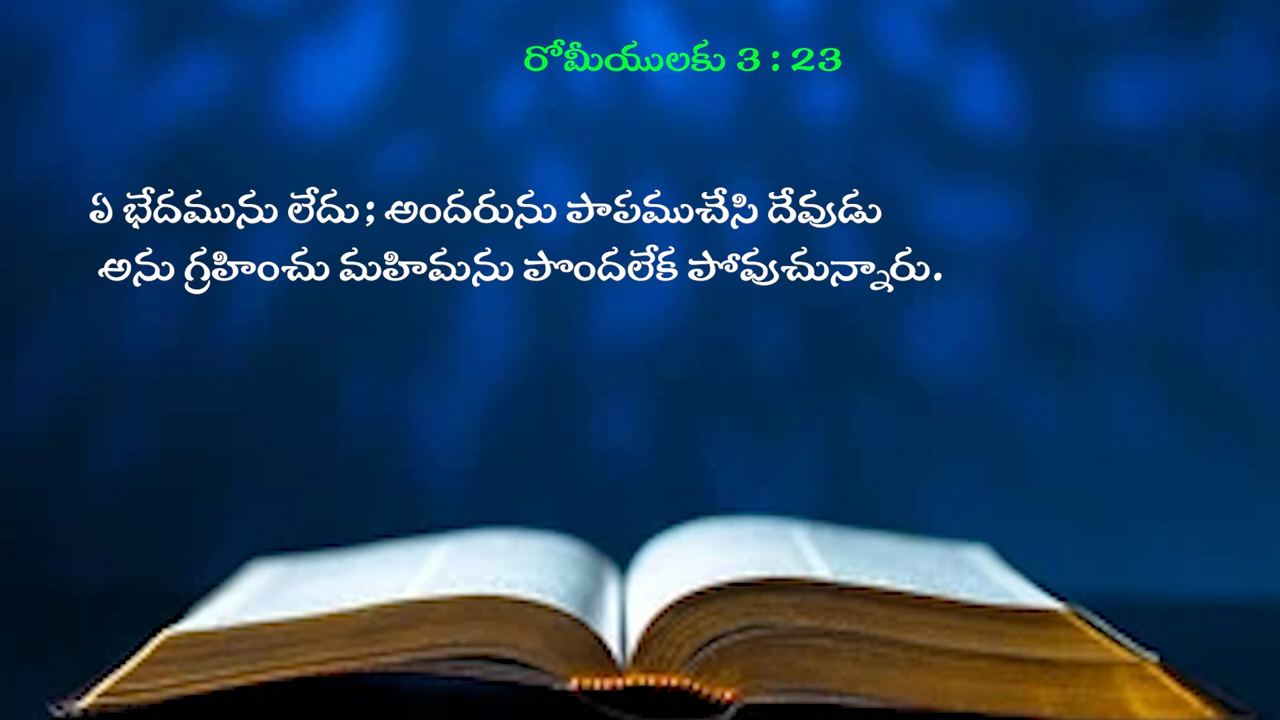 రోమీయులకు 3 : 23
ఏ భేదమును లేదు ; అందరును పాపముచేసి దేవుడు
అను గ్రహించు మహిమను పొందలేక పోవుచున్నారు.